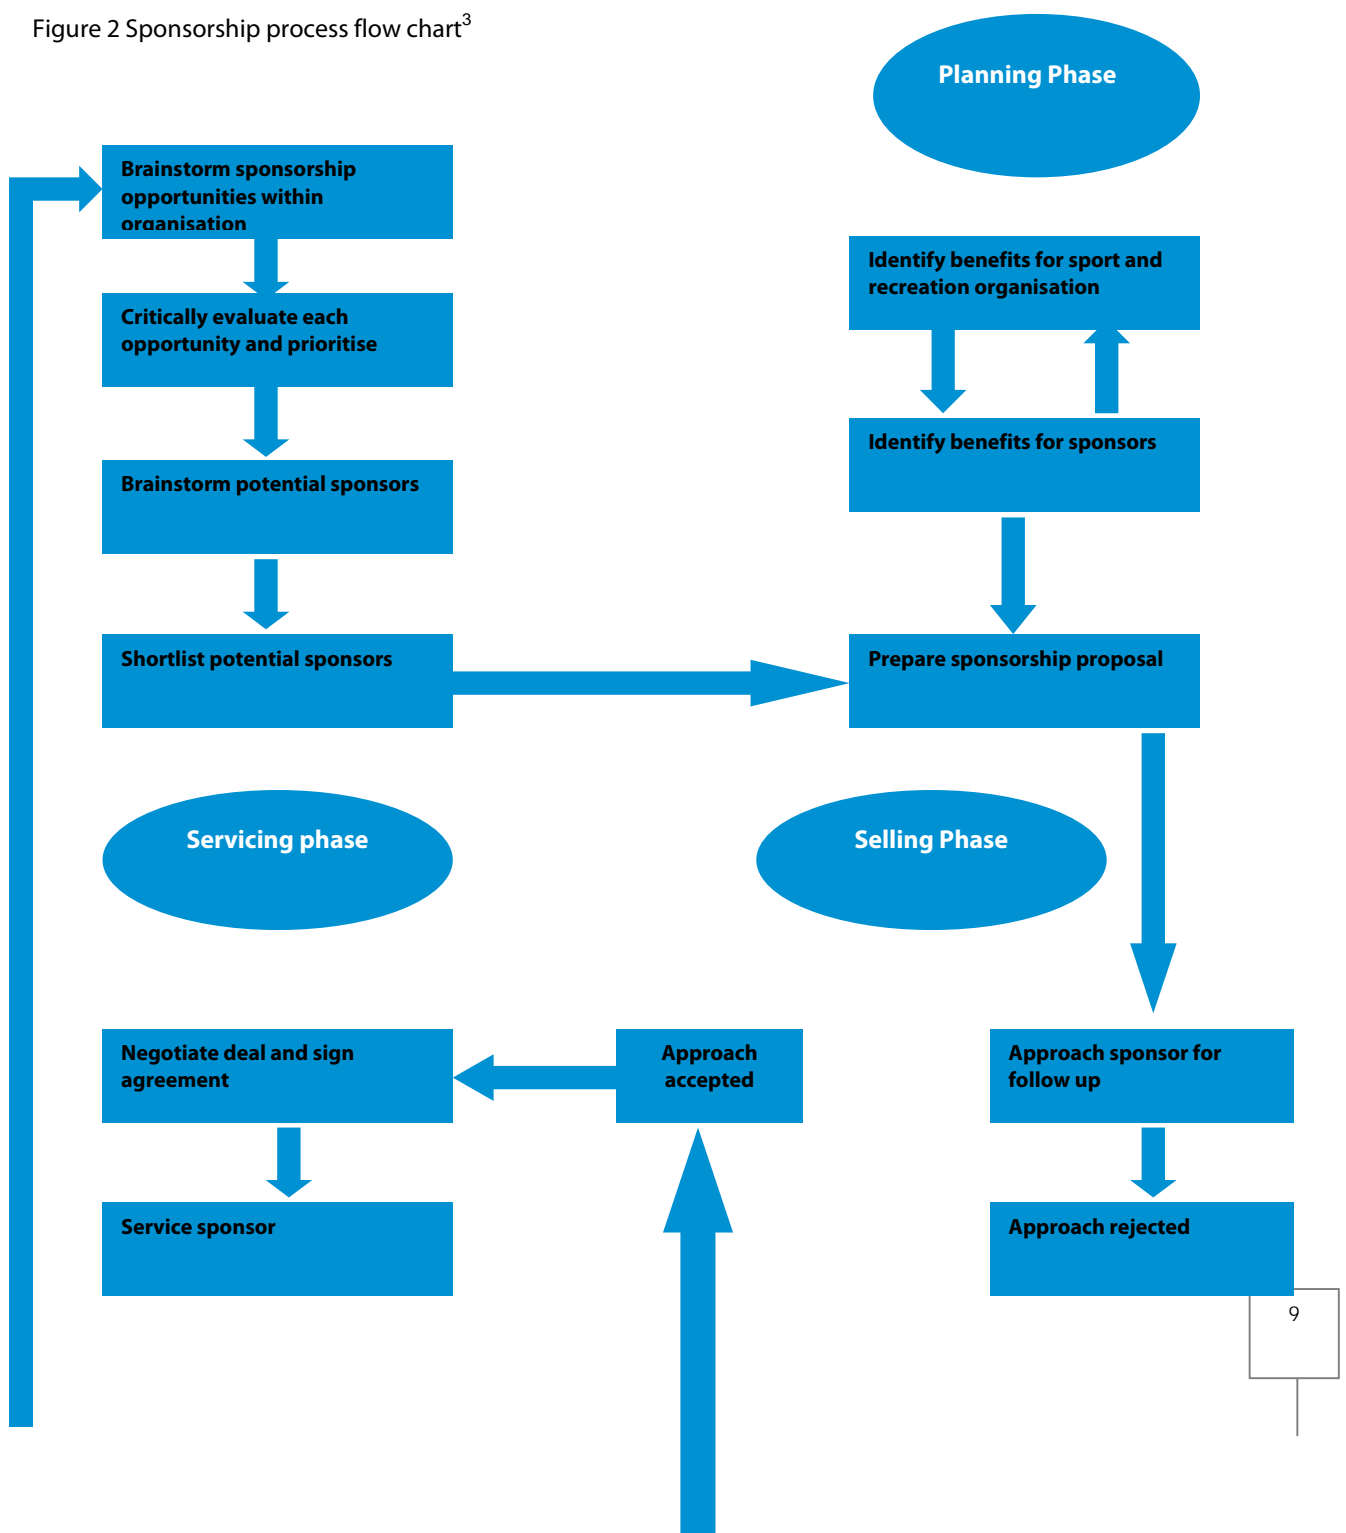 Figure 2 Sponsorship process flow chart3
Planning Phase
Brainstorm sponsorship
opportunities within
organisation
Identify benefits for sport and
recreation organisation
Critically evaluate each
opportunity and prioritise
Identify benefits for sponsors
Brainstorm potential sponsors
Shortlist potential sponsors
Prepare sponsorship proposal
Servicing phase
Selling Phase
Negotiate deal and sign
agreement
Approach
accepted
Approach sponsor for
follow up
Service sponsor
Approach rejected
9